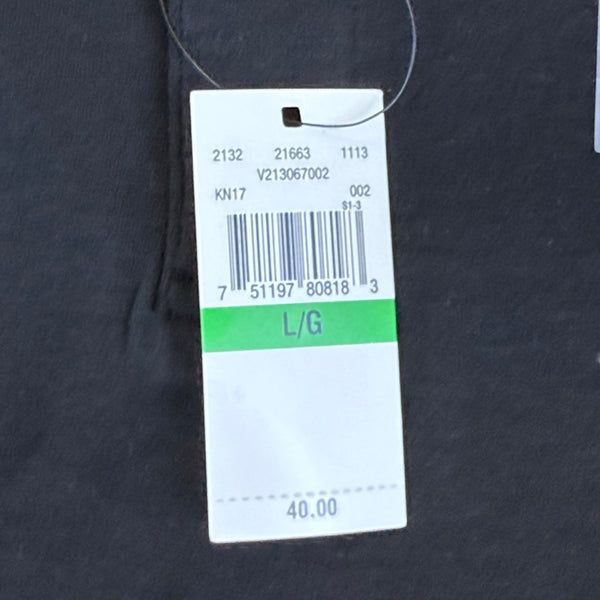 2132 21663 1113
V213067002
KN17 002
S1-3
7 51197 80818 3
L/G
40.00